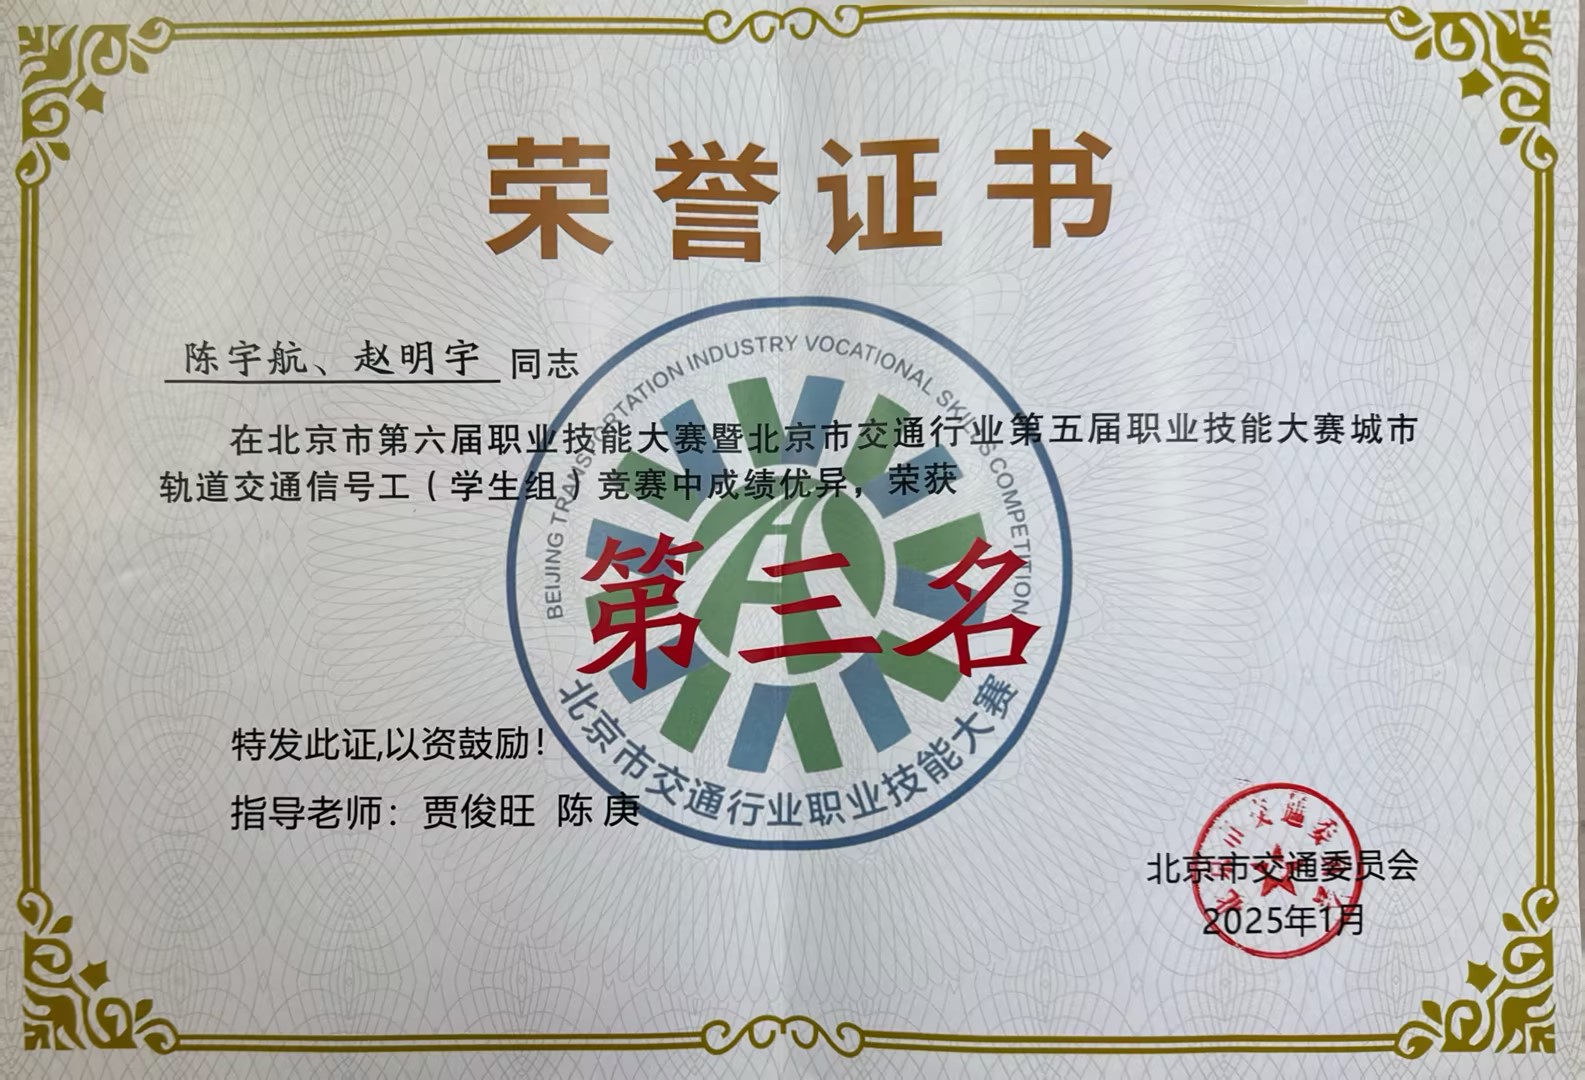 荣誉证书
陈宇航、赵明宇 同志
在北京市第六届职业技能大赛暨北京市交通行业第五届职业技能大赛城市
轨道交通信号工（学生组）竞赛中成绩优异，荣获
第三名
BEIJING TRANSPORTATION INDUSTRY VOCATIONAL SKILLS COMPETITION
北京市交通行业职业技能大赛
特发此证,以资鼓励！
指导老师：贾俊旺 陈庚
北京市交通委员会
2025年1月